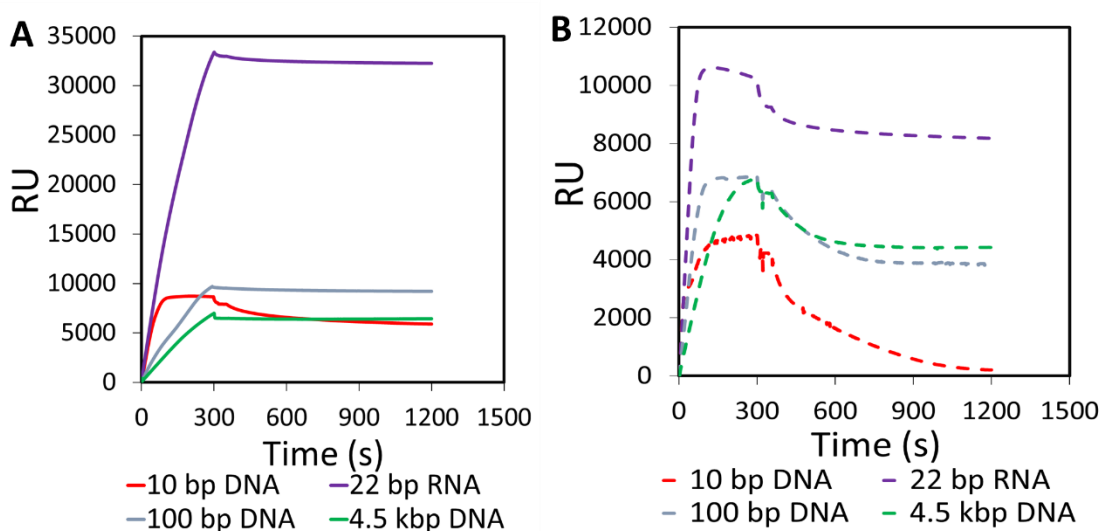 A
35000
30000
25000
20000
15000
10000
5000
0
RU
0 300 600 900 1200 1500
Time (s)
10 bp DNA 22 bp RNA
100 bp DNA 4.5 kbp DNA
B
12000
10000
8000
6000
4000
2000
0
RU
0 300 600 900 1200 1500
Time (s)
10 bp DNA 22 bp RNA
100 bp DNA 4.5 kbp DNA